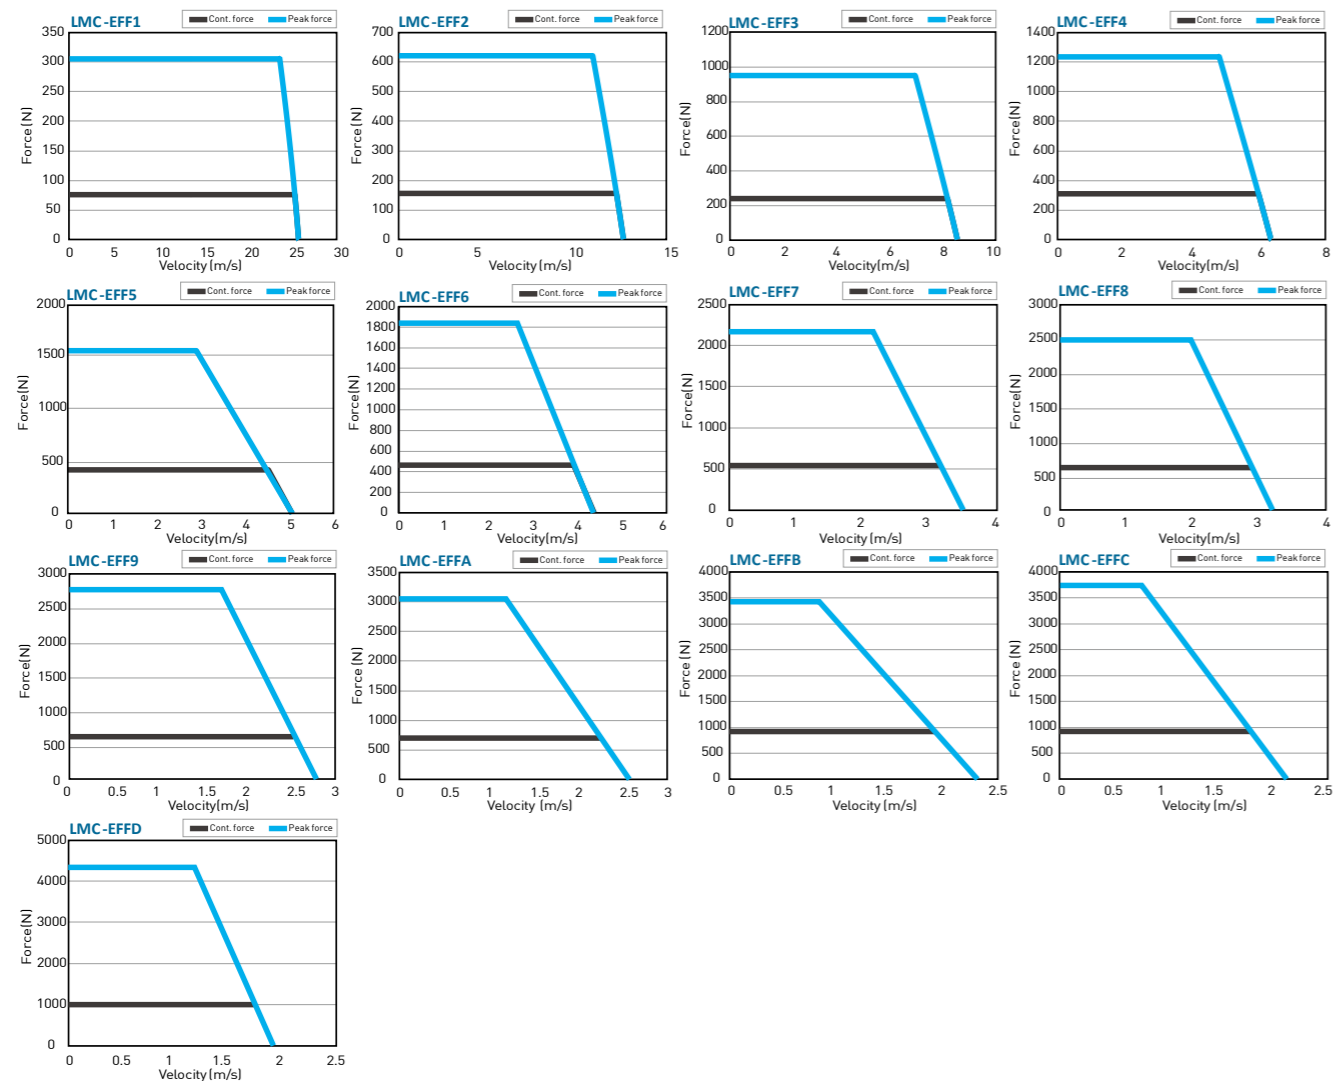 LMC-EFF1
Cont. force Peak force
350
300
250
200
150
100
50
0
Force(N)
0 5 10 15 20 25 30
Velocity(m/s)
LMC-EFF2
Cont. force Peak force
700
600
500
400
300
200
100
0
Force(N)
0 5 10 15
Velocity(m/s)
LMC-EFF3
Cont. force Peak force
1200
1000
800
600
400
200
0
Force(N)
0 2 4 6 8 10
Velocity(m/s)
LMC-EFF4
Cont. force Peak force
1400
1200
1000
800
600
400
200
0
Force(N)
0 2 4 6 8
Velocity(m/s)
LMC-EFF5
Cont. force Peak force
2000
1500
1000
500
0
Force(N)
0 1 2 3 4 5 6
Velocity(m/s)
LMC-EFF6
Cont. force Peak force
2000
1800
1600
1400
1200
1000
800
600
400
200
0
Force(N)
0 1 2 3 4 5 6
Velocity(m/s)
LMC-EFF7
Cont. force Peak force
2500
2000
1500
1000
500
0
Force(N)
0 1 2 3 4
Velocity(m/s)
LMC-EFF8
Cont. force Peak force
3000
2500
2000
1500
1000
500
0
Force(N)
0 1 2 3 4
Velocity(m/s)
LMC-EFF9
Cont. force Peak force
3000
2500
2000
1500
1000
500
0
Force(N)
0 0.5 1 1.5 2 2.5 3
Velocity(m/s)
LMC-EFFA
Cont. force Peak force
3500
3000
2500
2000
1500
1000
500
0
Force (N)
0 0.5 1 1.5 2 2.5 3
Velocity (m/s)
LMC-EFFB
Cont. force Peak force
4000
3500
3000
2500
2000
1500
1000
500
0
Force (N)
0 0.5 1 1.5 2 2.5
Velocity (m/s)
LMC-EFFC
Cont. force Peak force
4000
3500
3000
2500
2000
1500
1000
500
0
Force (N)
0 0.5 1 1.5 2 2.5
Velocity (m/s)
LMC-EFFD
Cont. force Peak force
5000
4000
3000
2000
1000
0
Force(N)
0 0.5 1 1.5 2 2.5
Velocity (m/s)